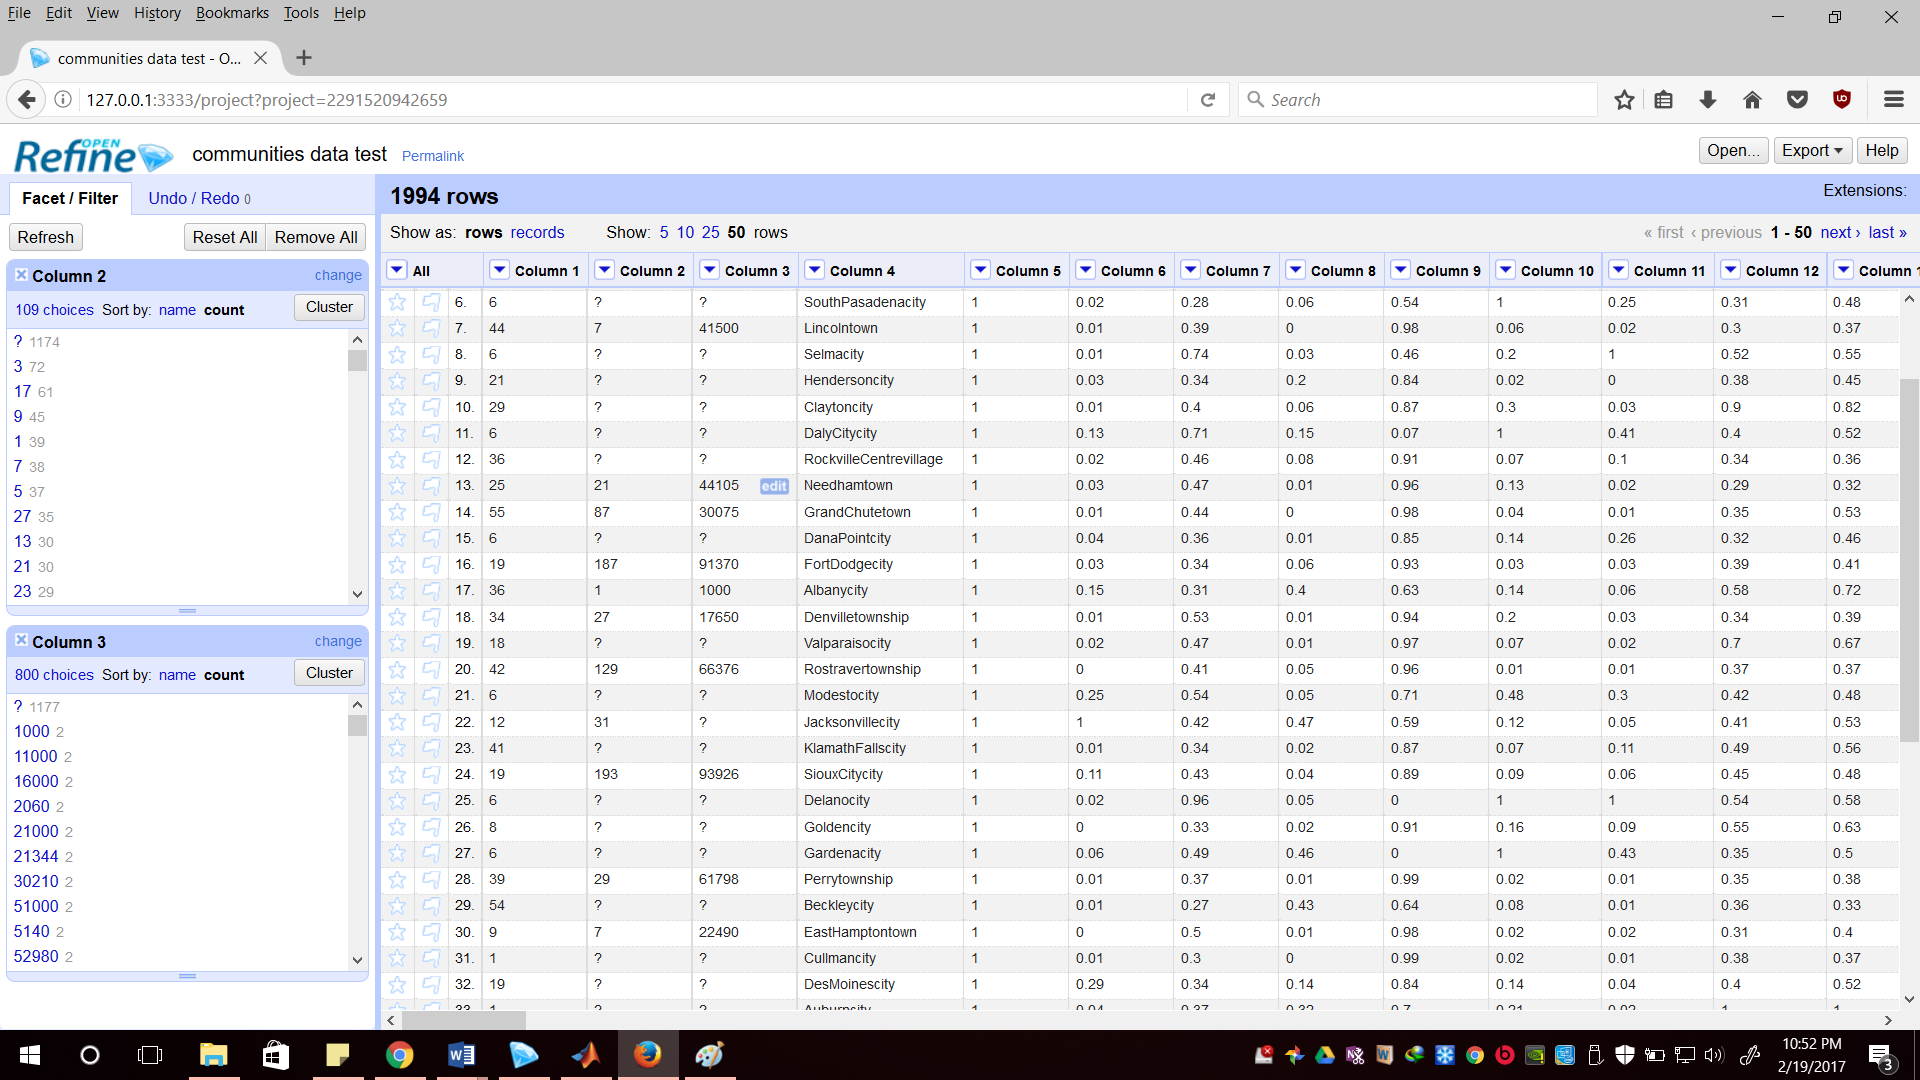 File Edit View History Bookmarks Tools Help
communities data test - O...
127.0.0.1:3333/project?project=2291520942659
Search
OPEN Refine communities data test Permalink
Open... Export Help
Facet / Filter Undo / Redo 0
1994 rows
Extensions:
Refresh Reset All Remove All
Show as: rows records Show: 5 10 25 50 rows
« first ‹ previous 1 - 50 next › last »
Column 2 change
109 choices Sort by: name count Cluster
? 1174
3 72
17 61
9 45
1 39
7 38
5 37
27 35
13 30
21 30
23 29
Column 3 change
800 choices Sort by: name count Cluster
? 1177
1000 2
11000 2
16000 2
2060 2
21000 2
21344 2
30210 2
51000 2
5140 2
52980 2
All Column 1 Column 2 Column 3 Column 4 Column 5 Column 6 Column 7 Column 8 Column 9 Column 10 Column 11 Column 12 Column 1
6. 6 ? ? SouthPasadenacity 1 0.02 0.28 0.06 0.54 1 0.25 0.31 0.48
7. 44 7 41500 Lincolntown 1 0.01 0.39 0 0.98 0.06 0.02 0.3 0.37
8. 6 ? ? Selmacity 1 0.01 0.74 0.03 0.46 0.2 1 0.52 0.55
9. 21 ? ? Hendersoncity 1 0.03 0.34 0.2 0.84 0.02 0 0.38 0.45
10. 29 ? ? Claytoncity 1 0.01 0.4 0.06 0.87 0.3 0.03 0.9 0.82
11. 6 ? ? DalyCitycity 1 0.13 0.71 0.15 0.07 1 0.41 0.4 0.52
12. 36 ? ? RockvilleCentrevillage 1 0.02 0.46 0.08 0.91 0.07 0.1 0.34 0.36
13. 25 21 44105 edit Needhamtown 1 0.03 0.47 0.01 0.96 0.13 0.02 0.29 0.32
14. 55 87 30075 GrandChutetown 1 0.01 0.44 0 0.98 0.04 0.01 0.35 0.53
15. 6 ? ? DanaPointcity 1 0.04 0.36 0.01 0.85 0.14 0.26 0.32 0.46
16. 19 187 91370 FortDodgecity 1 0.03 0.34 0.06 0.93 0.03 0.03 0.39 0.41
17. 36 1 1000 Albanycity 1 0.15 0.31 0.4 0.63 0.14 0.06 0.58 0.72
18. 34 27 17650 Denvilletownship 1 0.01 0.53 0.01 0.94 0.2 0.03 0.34 0.39
19. 18 ? ? Valparaisocity 1 0.02 0.47 0.01 0.97 0.07 0.02 0.7 0.67
20. 42 129 66376 Rostravertownship 1 0 0.41 0.05 0.96 0.01 0.01 0.37 0.37
21. 6 ? ? Modestocity 1 0.25 0.54 0.05 0.71 0.48 0.3 0.42 0.48
22. 12 31 ? Jacksonvillecity 1 1 0.42 0.47 0.59 0.12 0.05 0.41 0.53
23. 41 ? ? KlamathFallscity 1 0.01 0.34 0.02 0.87 0.07 0.11 0.49 0.56
24. 19 193 93926 SiouxCitycity 1 0.11 0.43 0.04 0.89 0.09 0.06 0.45 0.48
25. 6 ? ? Delanocity 1 0.02 0.96 0.05 0 1 1 0.54 0.58
26. 8 ? ? Goldencity 1 0 0.33 0.02 0.91 0.16 0.09 0.55 0.63
27. 6 ? ? Gardenacity 1 0.06 0.49 0.46 0 1 0.43 0.35 0.5
28. 39 29 61798 Perrytownship 1 0.01 0.37 0.01 0.99 0.02 0.01 0.35 0.38
29. 54 ? ? Beckleycity 1 0.01 0.27 0.43 0.64 0.08 0.01 0.36 0.33
30. 9 7 22490 EastHamptontown 1 0 0.5 0.01 0.98 0.02 0.02 0.31 0.4
31. 1 ? ? Cullmancity 1 0.01 0.3 0 0.99 0.02 0.01 0.38 0.37
32. 19 ? ? DesMoinescity 1 0.29 0.34 0.14 0.84 0.14 0.04 0.4 0.52
33. 1 ? ? Auburncity 1 0.04 0.37 0.32 0.7 0.21 0.02 1 1
10:52 PM
2/19/2017
3